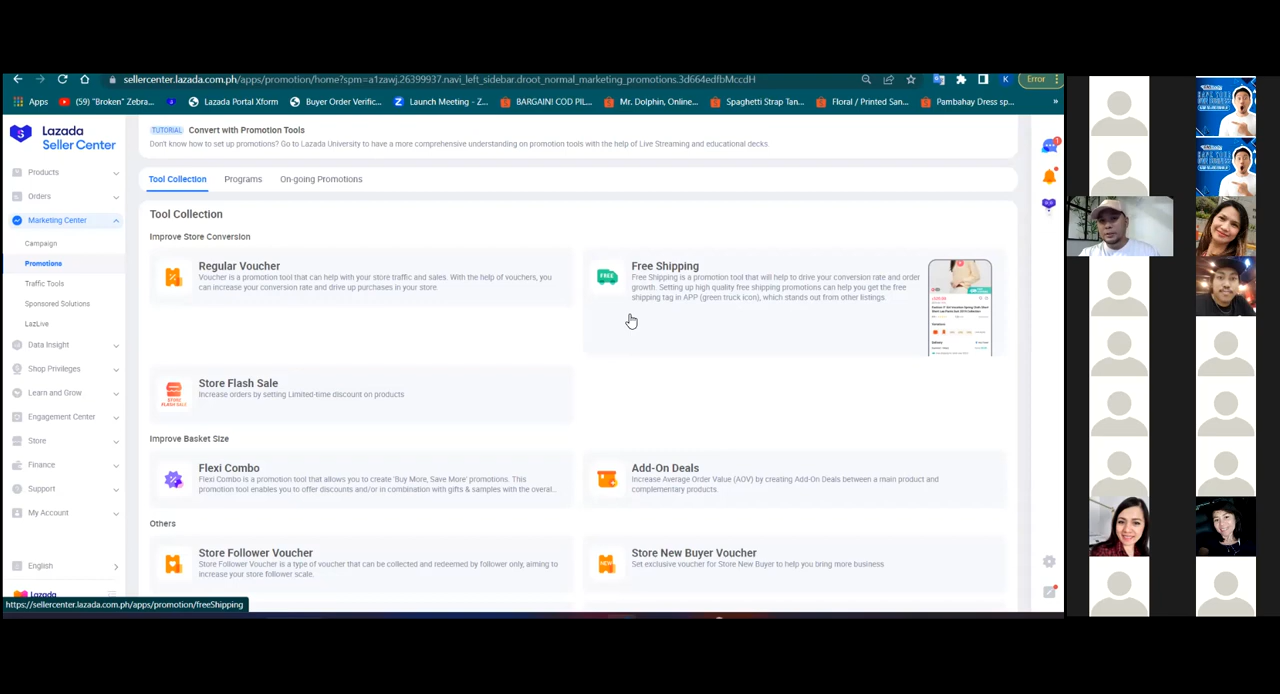 sellercenter.lazada.com.ph/apps/promotion/home?spm=a1zawj.26399937.navi_left_sidebar.droot_normal_marketing_promotions.3d664edfbMccdH
Error
Apps
(59) "Broken" Zebra...
Lazada Portal Xform
Buyer Order Verific...
Launch Meeting - Z...
BARGAIN! COD PIL...
Mr. Dolphin, Online...
Spaghetti Strap Tan...
Floral / Printed San...
Pambahay Dress sp...
Lazada
Seller Center
Products
Orders
Marketing Center
Campaign
Promotions
Traffic Tools
Sponsored Solutions
LazLive
Data Insight
Shop Privileges
Learn and Grow
Engagement Center
Store
Finance
Support
My Account
English
Lazada
https://sellercenter.lazada.com.ph/apps/promotion/freeShipping
TUTORIAL Convert with Promotion Tools
Don't know how to set up promotions? Go to Lazada University to have a more comprehensive understanding on promotion tools with the help of Live Streaming and educational decks.
Tool Collection
Programs
On-going Promotions
Tool Collection
Improve Store Conversion
Regular Voucher
Voucher is a promotion tool that can help with your store traffic and sales. With the help of vouchers, you
can increase your conversion rate and drive up purchases in your store.
FREE
Free Shipping
Free Shipping is a promotion tool that will help to drive your conversion rate and order
growth. Setting up high quality free shipping promotions can help you get the free
shipping tag in APP (green truck icon), which stands out from other listings.
STORE
FLASH SALE
Store Flash Sale
Increase orders by setting Limited-time discount on products
Improve Basket Size
Flexi Combo
Flexi Combo is a promotion tool that allows you to create 'Buy More, Save More' promotions. This
promotion tool enables you to offer discounts and/or in combination with gifts & samples with the overall...
Add-On Deals
Increase Average Order Value (AOV) by creating Add-On Deals between a main product and
complementary products.
Others
Store Follower Voucher
Store Follower Voucher is a type of voucher that can be collected and redeemed by follower only, aiming to
increase your store follower scale.
NEW
Store New Buyer Voucher
Set exclusive voucher for Store New Buyer to help you bring more business